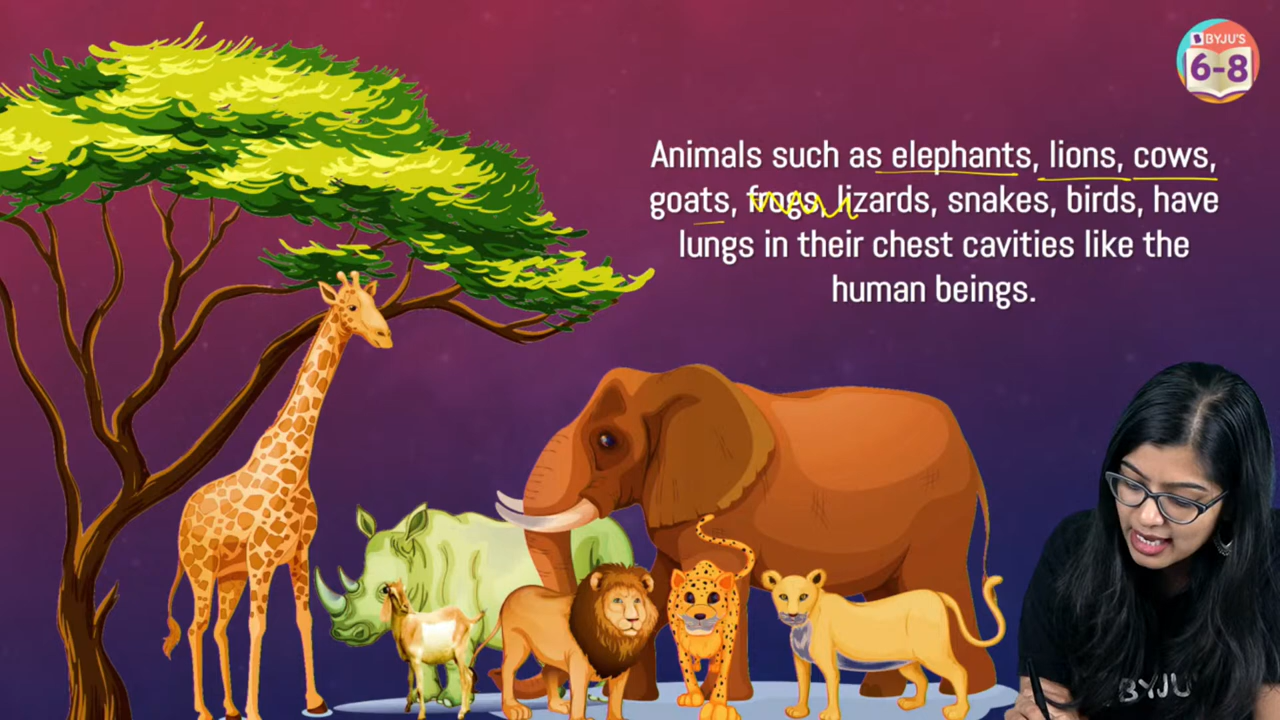 BYJU'S
6-8
Animals such as elephants, lions, cows,
goats, frogs, lizards, snakes, birds, have
lungs in their chest cavities like the
human beings.
BYJU